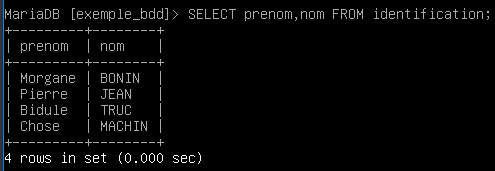 MariaDB [exemple_bdd]> SELECT prenom,nom FROM identification;
+---------+--------+
| prenom  | nom    |
+---------+--------+
| Morgane | BONIN  |
| Pierre  | JEAN   |
| Bidule  | TRUC   |
| Chose   | MACHIN |
+---------+--------+
4 rows in set (0.000 sec)